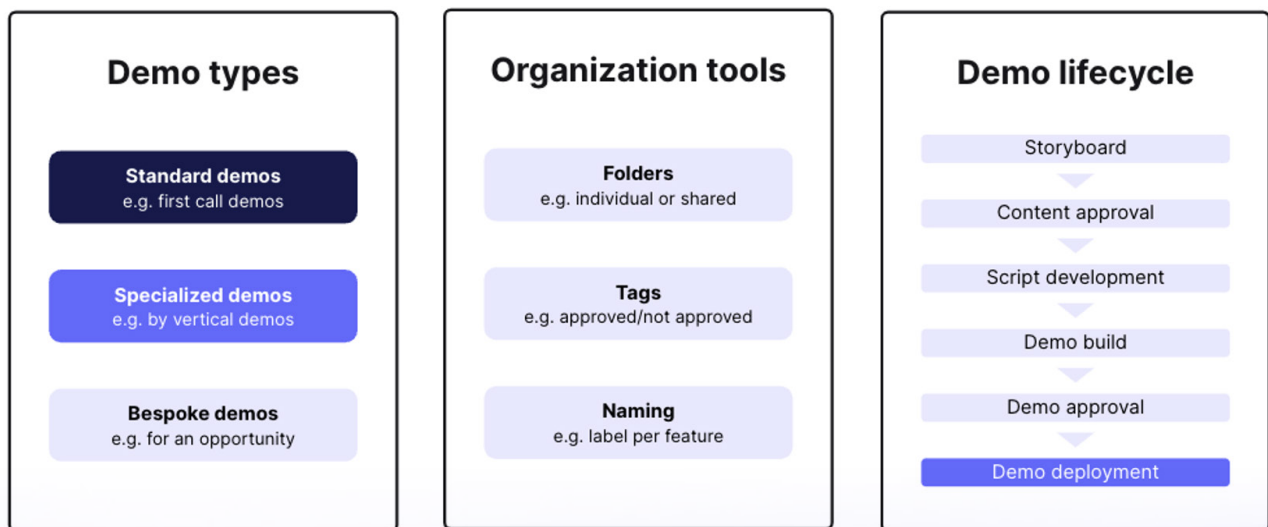 Demo types
Standard demos
e.g. first call demos
Specialized demos
e.g. by vertical demos
Bespoke demos
e.g. for an opportunity
Organization tools
Folders
e.g. individual or shared
Tags
e.g. approved/not approved
Naming
e.g. label per feature
Demo lifecycle
Storyboard
Content approval
Script development
Demo build
Demo approval
Demo deployment